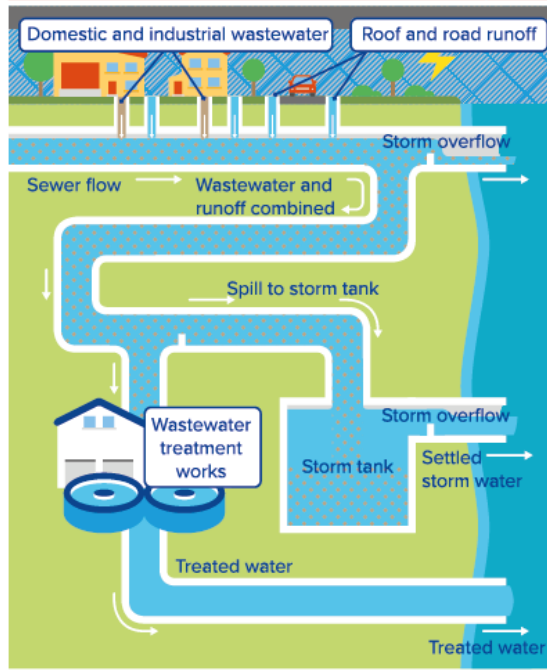 Domestic and industrial wastewater
Roof and road runoff
Storm overflow
Sewer flow
Wastewater and
runoff combined
Spill to storm tank
Wastewater
treatment
works
Storm overflow
Storm tank
Settled
storm water
Treated water
Treated water